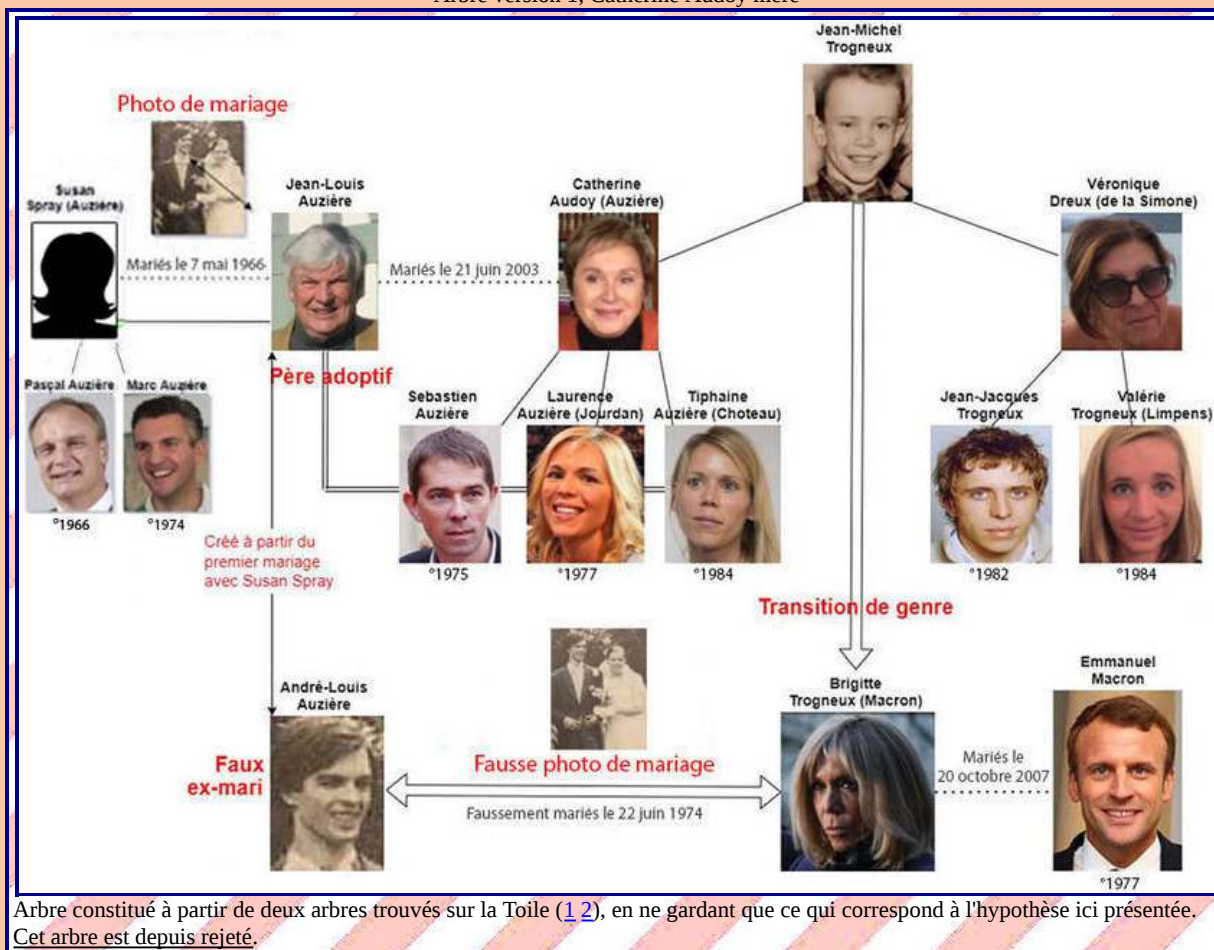 Arbre version 1, Catherine Audoy mère
Jean-Michel
Trogneux
Photo de mariage
Susan
Spray (Auzière)
Jean-Louis
Auzière
Catherine
Audoy (Auzière)
Véronique
Dreux (de la Simone)
Mariés le 7 mai 1966
Mariés le 21 juin 2003
Père adoptif
Pascal Auzière
Marc Auzière
Sebastien
Auzière
Laurence
Auzière (Jourdan)
Tiphaine
Auzière (Choteau)
Jean-Jacques
Trogneux
Valérie
Trogneux (Limpens)
°1966
°1974
°1975
°1977
°1984
°1982
°1984
Créé à partir du
premier mariage
avec Susan Spray
Transition de genre
André-Louis
Auzière
Brigitte
Trogneux (Macron)
Emmanuel
Macron
Faux
ex-mari
Fausse photo de mariage
Faussement mariés le 22 juin 1974
Mariés le
20 octobre 2007
°1977
Arbre constitué à partir de deux arbres trouvés sur la Toile (1 2), en ne gardant que ce qui correspond à l'hypothèse ici présentée.
Cet arbre est depuis rejeté.